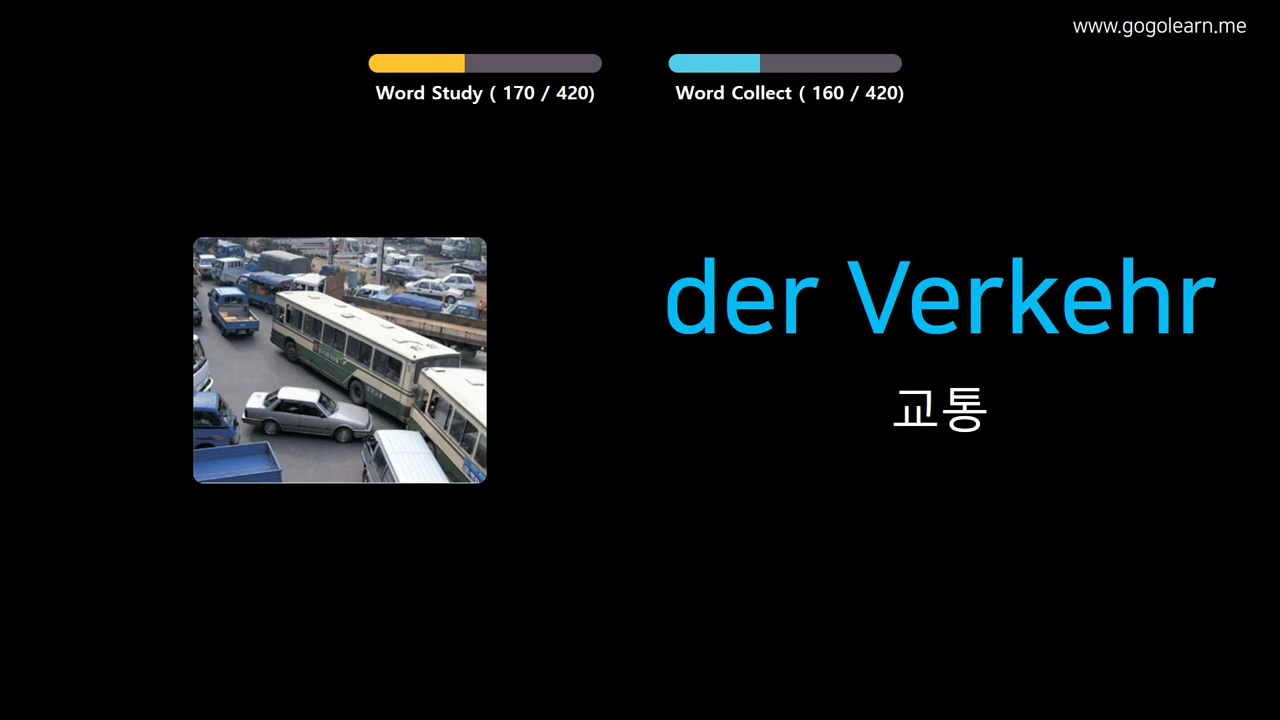 www.gogolearn.me
Word Study ( 170 / 420)
Word Collect ( 160 / 420)
der Verkehr
교통